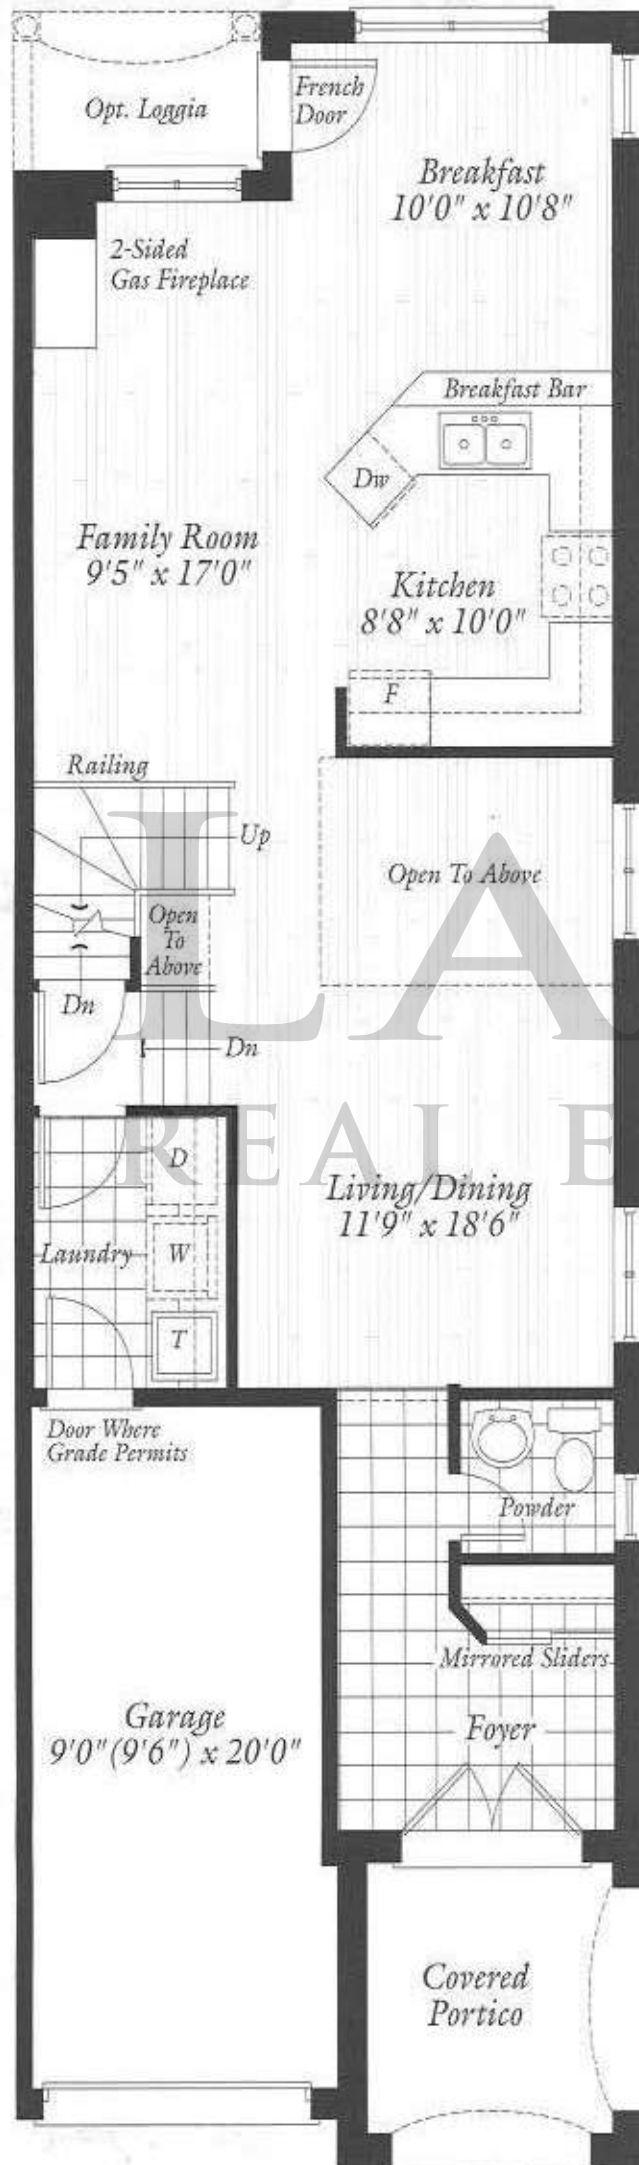 Opt. Loggia
French
Door
Breakfast
10'0" x 10'8"
2-Sided
Gas Fireplace
Breakfast Bar
Dw
Family Room
9'5" x 17'0"
Kitchen
8'8" x 10'0"
F
Railing
Up
Open To Above
Open
To
Above
Dn
Dn
LA
REAL E
D
Living/Dining
11'9" x 18'6"
Laundry
W
T
Door Where
Grade Permits
Powder
Mirrored Sliders
Garage
9'0"(9'6") x 20'0"
Foyer
Covered
Portico